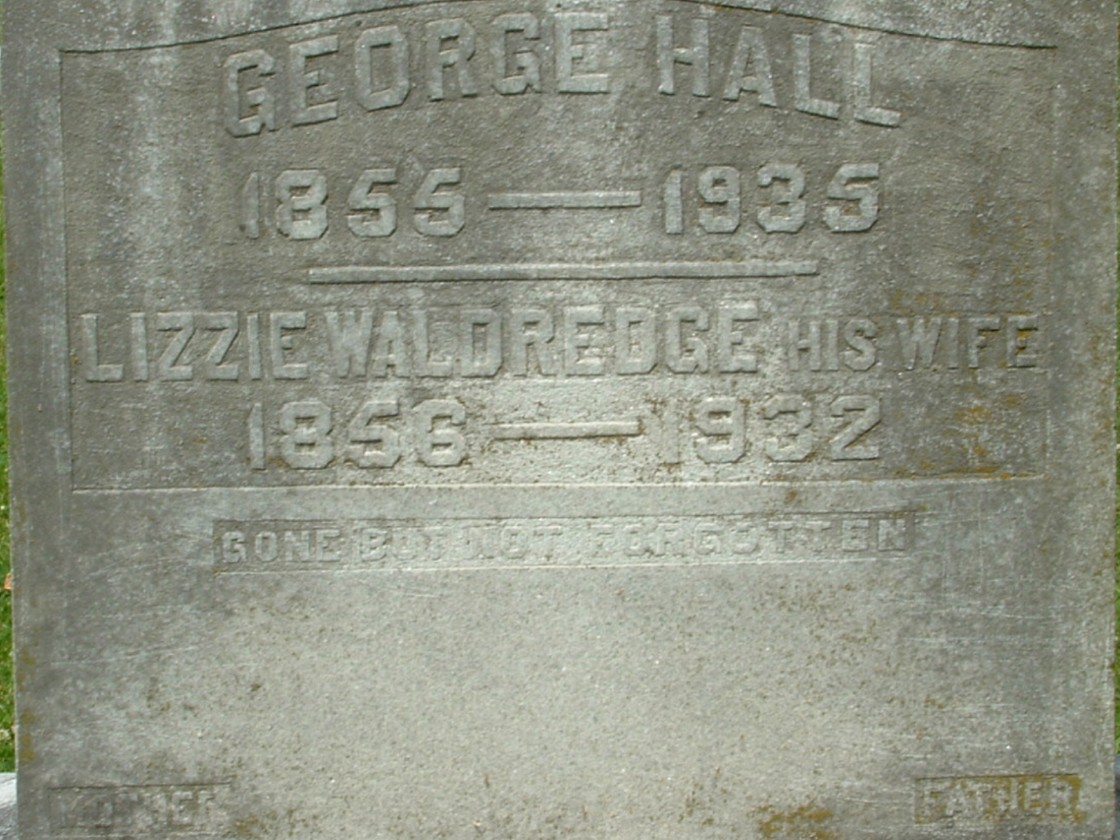 GEORGE HALL
1855 — 1935
LIZZIE WALDREDGE HIS WIFE
1856 — 1932
GONE BUT NOT FORGOTTEN
MOTHER FATHER